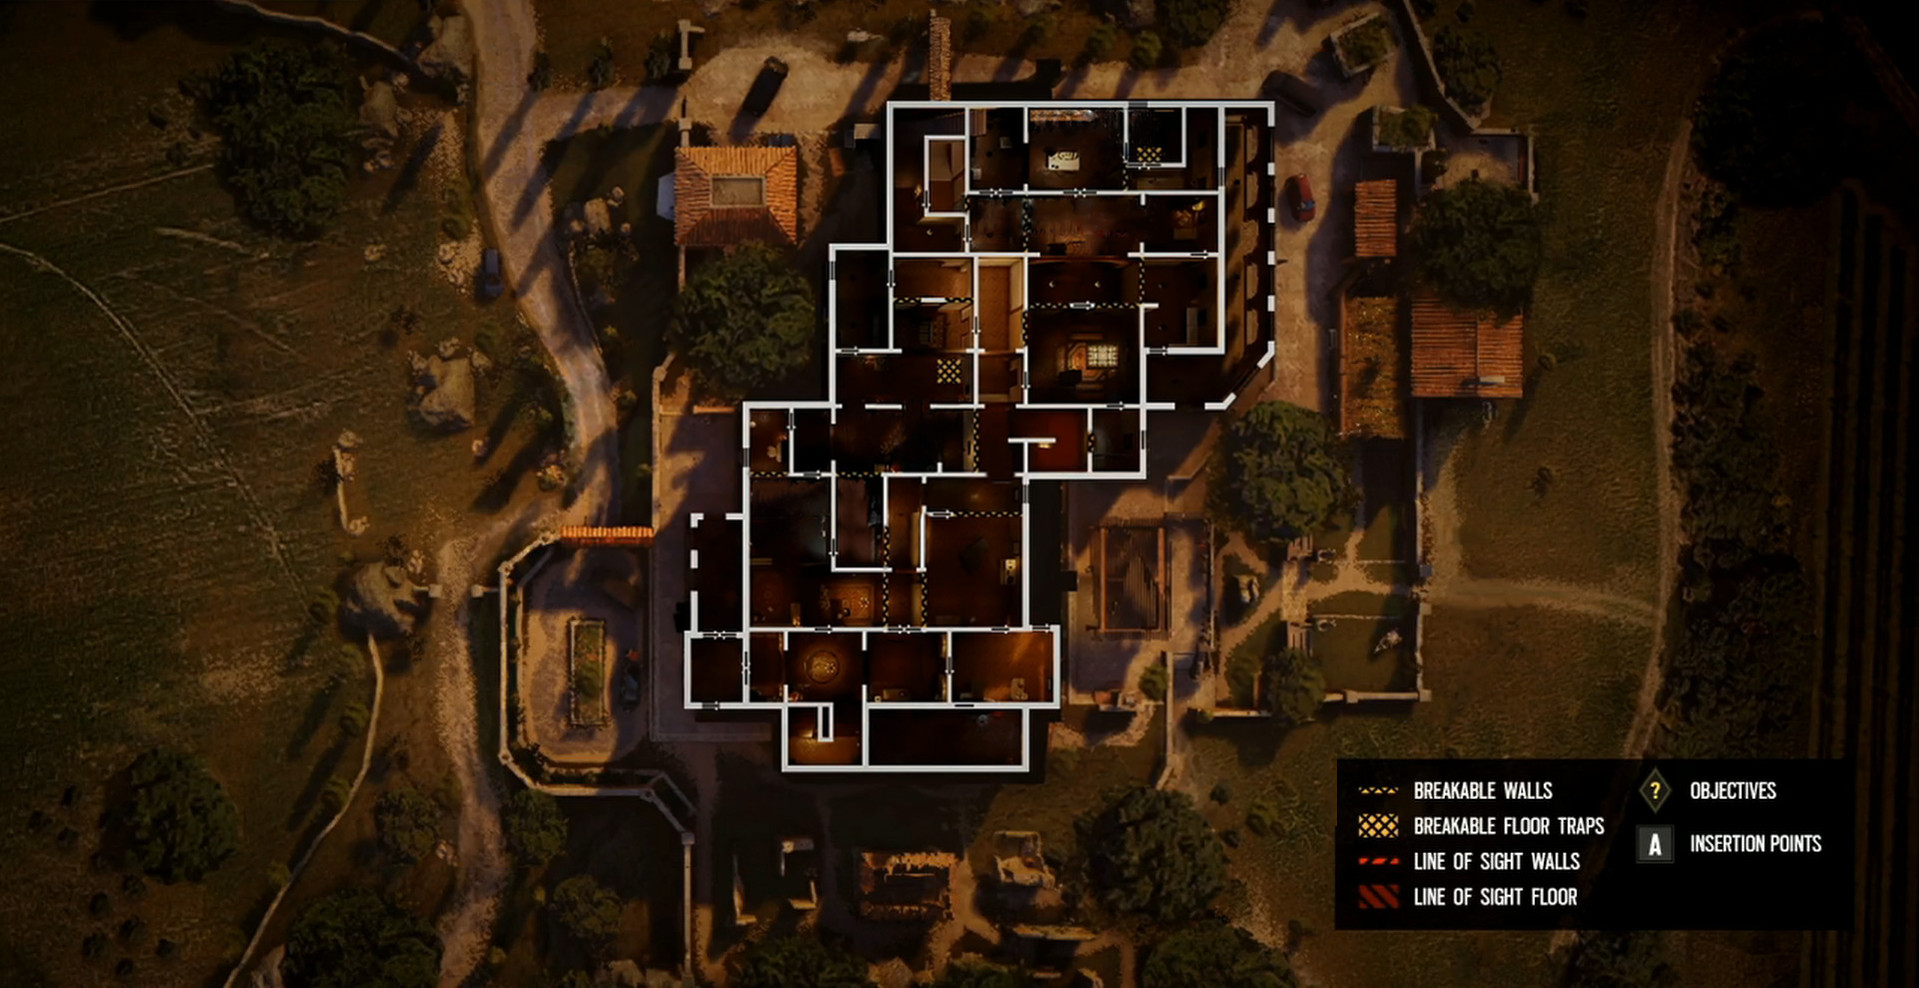 BREAKABLE WALLS
BREAKABLE FLOOR TRAPS
LINE OF SIGHT WALLS
LINE OF SIGHT FLOOR
? OBJECTIVES
A INSERTION POINTS